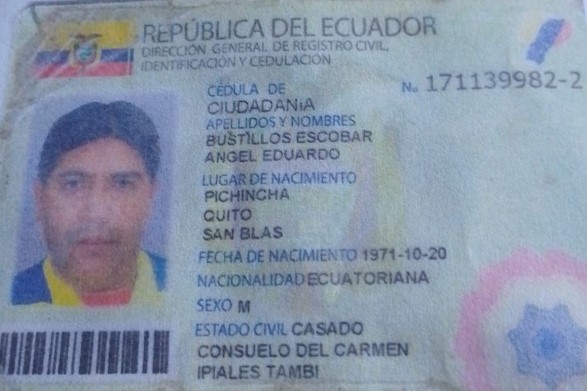 REPÚBLICA DEL ECUADOR
DIRECCIÓN GENERAL DE REGISTRO CIVIL,
IDENTIFICACIÓN Y CEDULACIÓN
CÉDULA DE
No. 171139982-2
CIUDADANíA
APELLIDOS Y NOMBRES
BUSTILLOS ESCOBAR
ANGEL EDUARDO
LUGAR DE NACIMIENTO
PICHINCHA
QUITO
SAN BLAS
FECHA DE NACIMIENTO 1971-10-20
NACIONALIDAD ECUATORIANA
SEXO M
ESTADO CIVIL CASADO
CONSUELO DEL CARMEN
IPIALES TAMBI